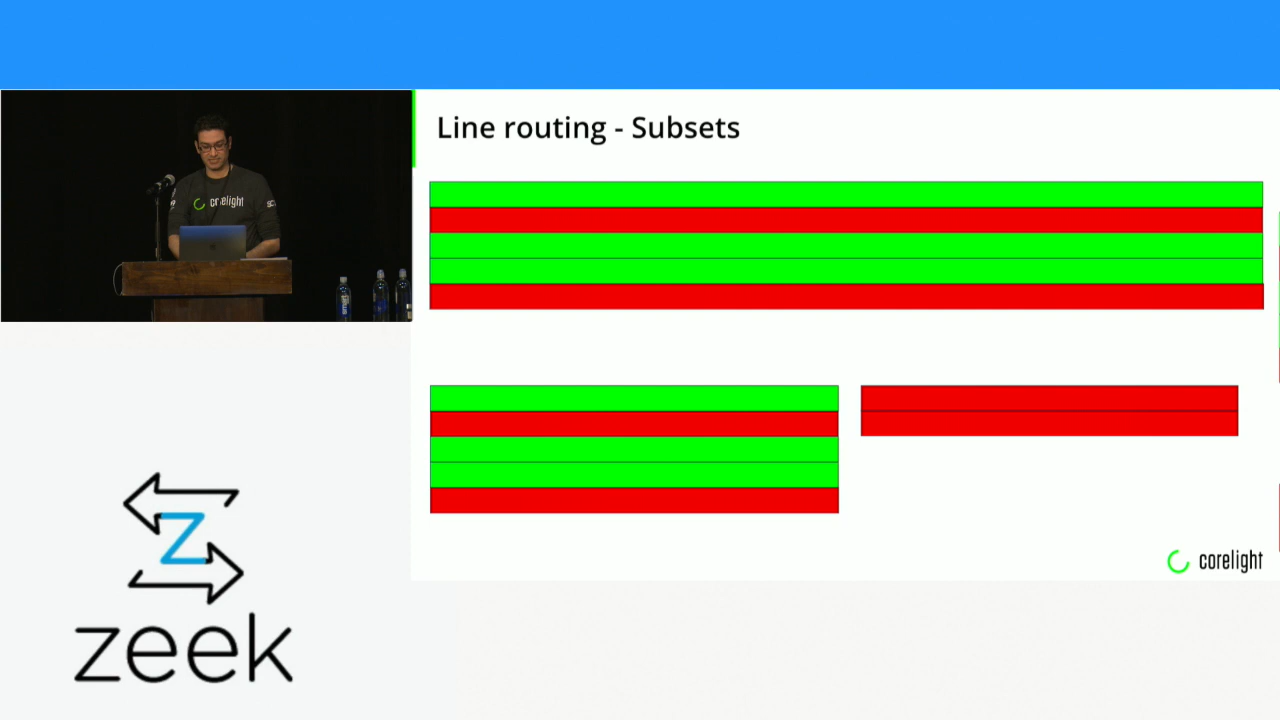 Line routing - Subsets
corelight
corelight
z
zeek